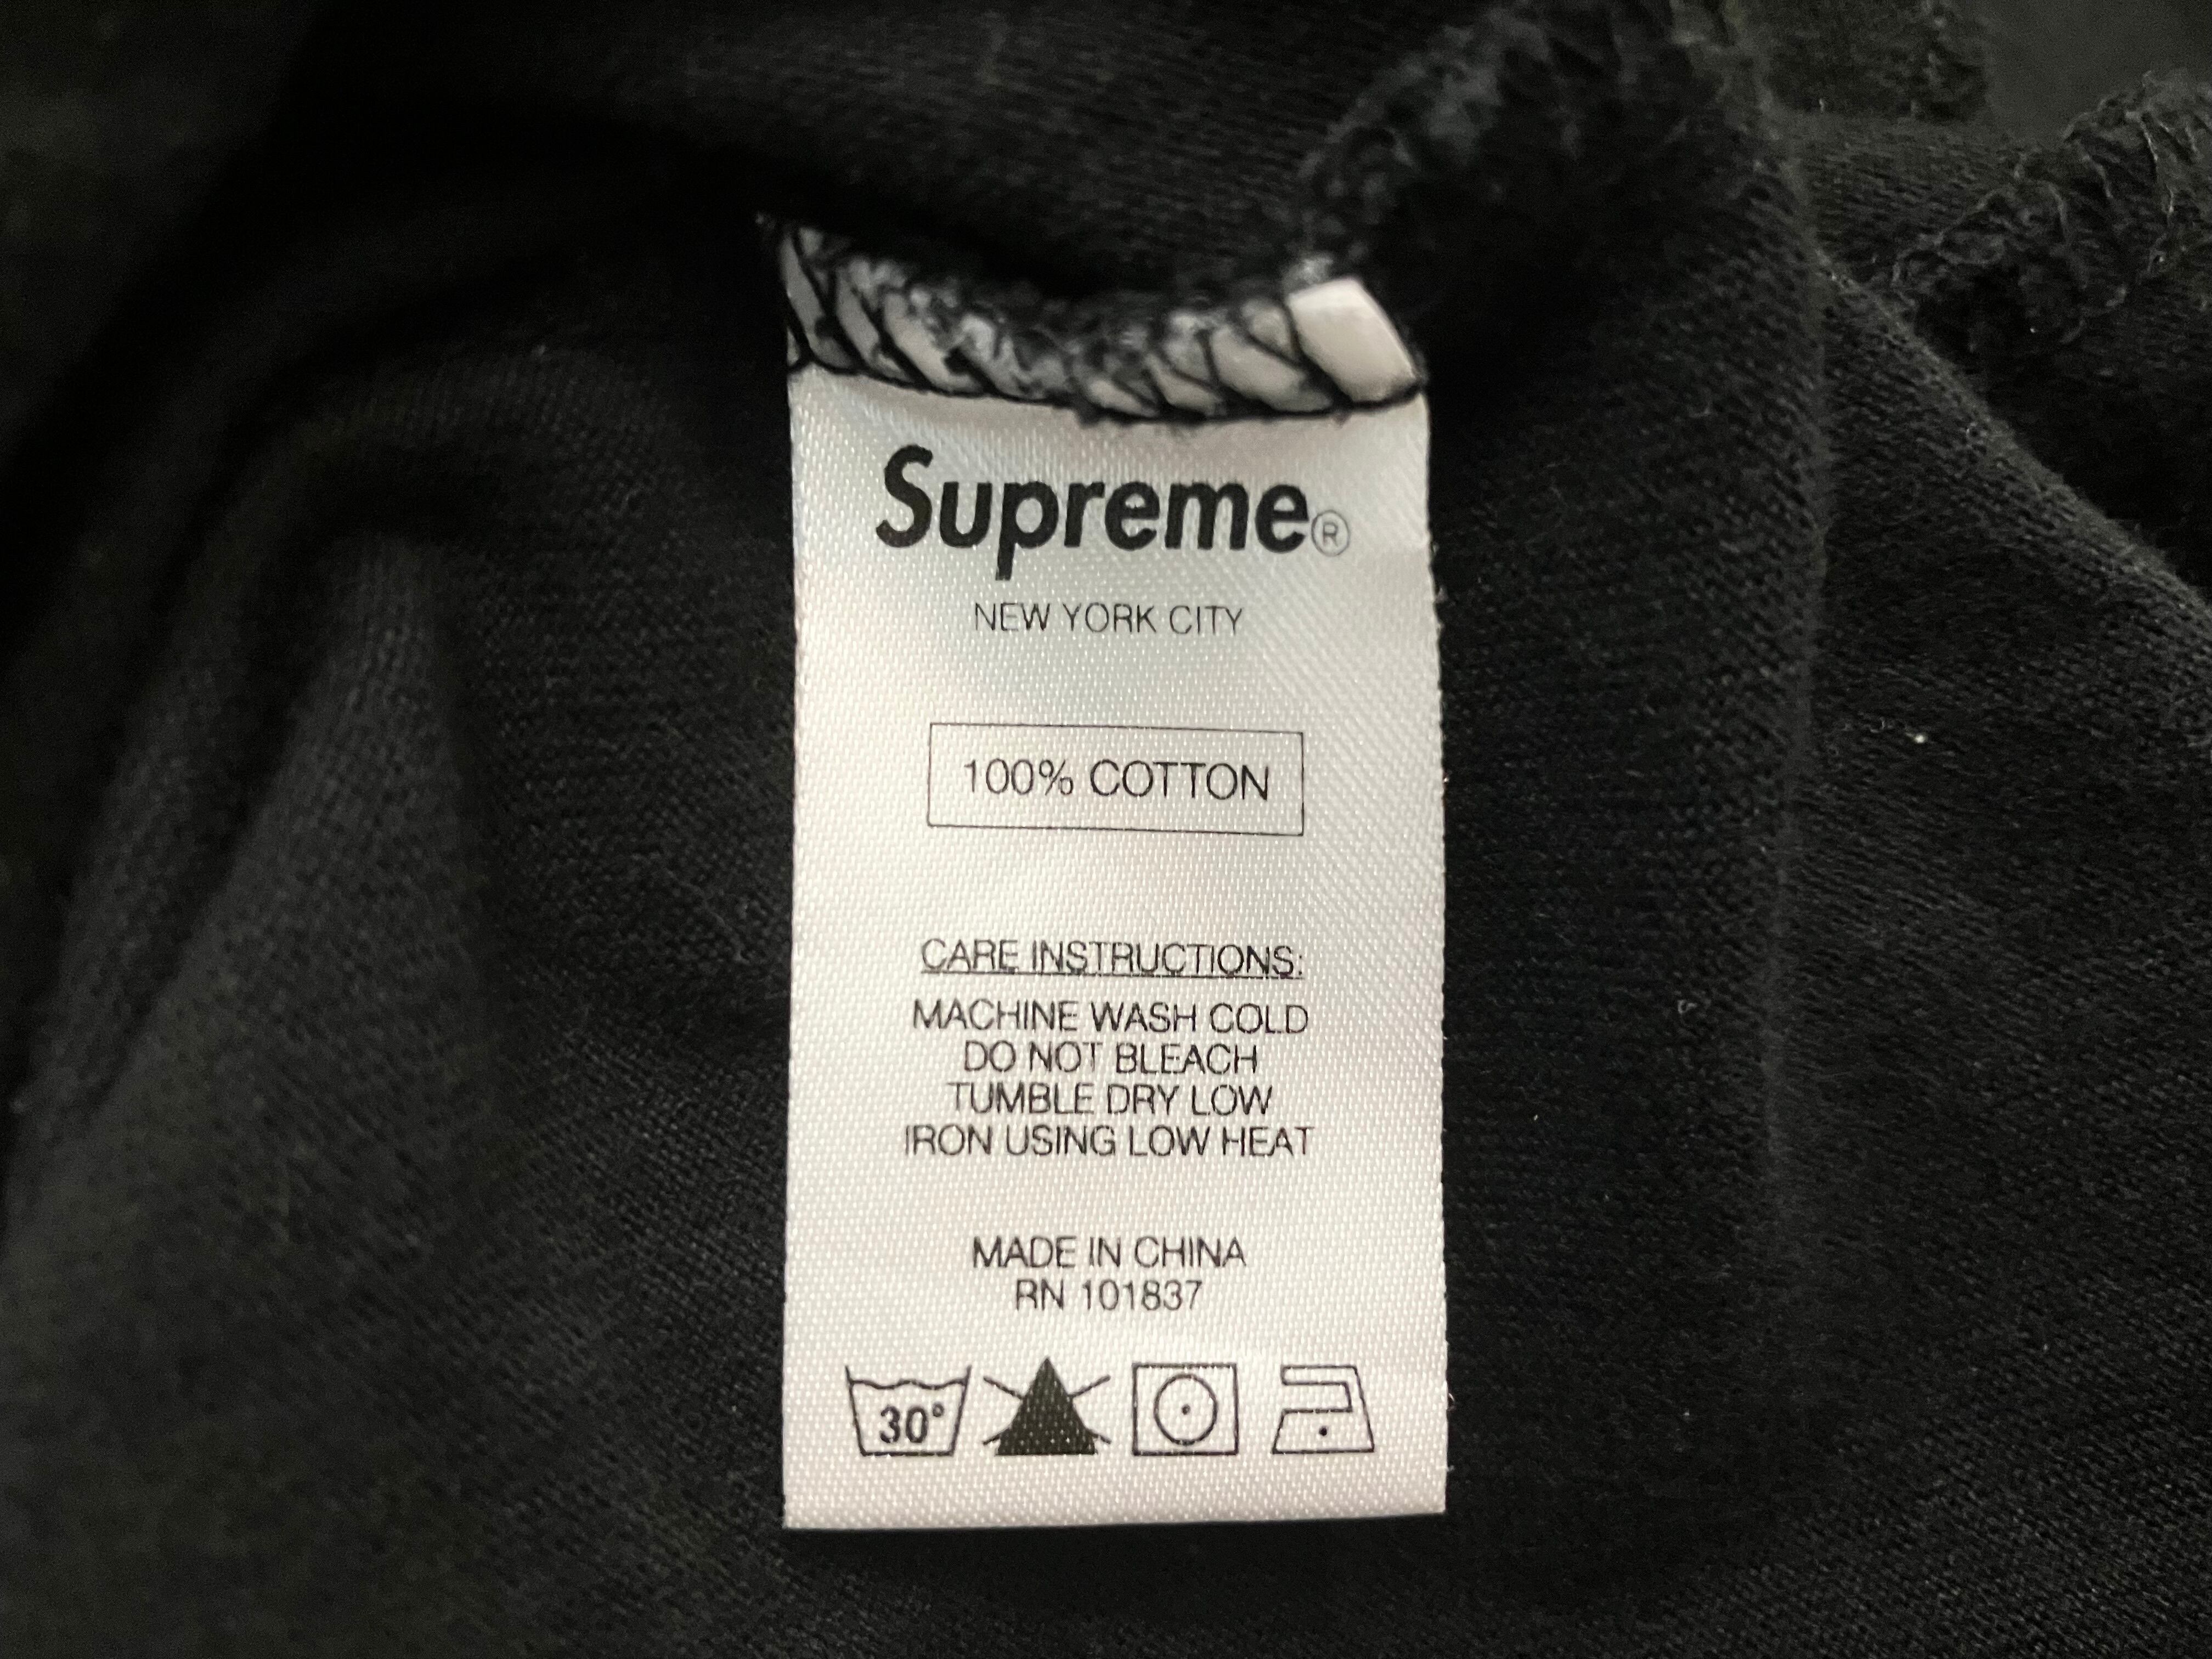 Supreme®
NEW YORK CITY
100% COTTON
CARE INSTRUCTIONS:
MACHINE WASH COLD
DO NOT BLEACH
TUMBLE DRY LOW
IRON USING LOW HEAT
MADE IN CHINA
RN 101837
30°